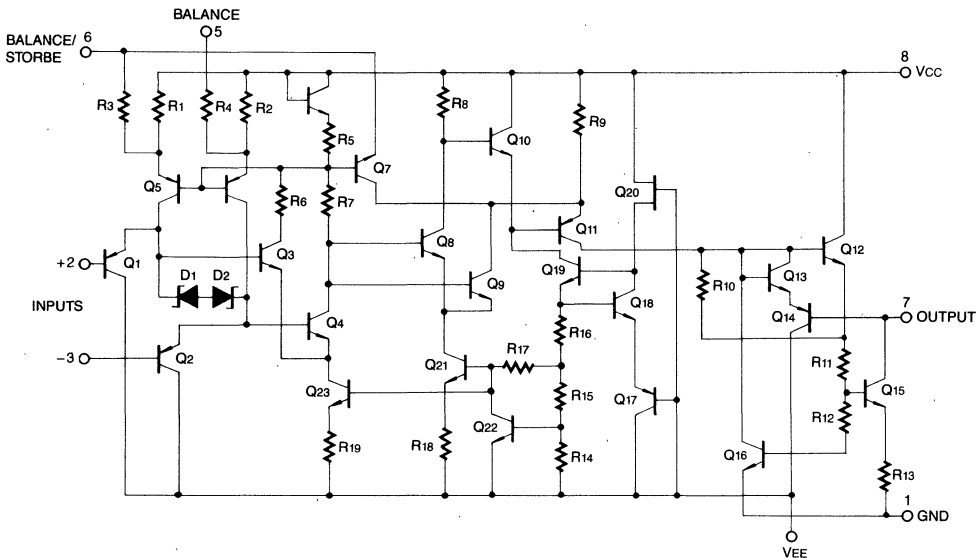 BALANCE
5
BALANCE/ 6
STORBE
8
VCC
R3
R1
R4
R2
R8
R9
R5
Q10
Q7
Q5
Q20
R6
R7
Q11
Q8
Q12
Q3
+2
Q1
Q19
Q13
R10
Q9
D1 D2
Q18
7
INPUTS
Q14
OUTPUT
Q4
R16
R17
−3
Q2
Q21
R11
Q23
R15
Q17
Q15
R12
Q22
R19
R18
R14
Q16
R13
1
GND
VEE